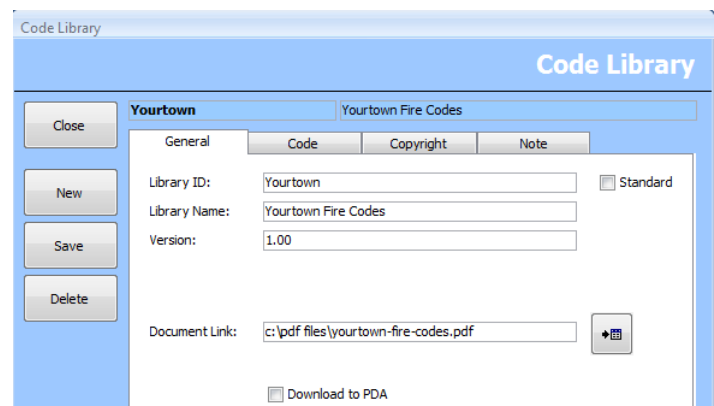 Code Library
Code Library
Close
Yourtown Yourtown Fire Codes
General Code Copyright Note
New
Library ID: Yourtown Standard
Library Name: Yourtown Fire Codes
Save
Version: 1.00
Delete
Document Link: c:\pdf files\yourtown-fire-codes.pdf
Download to PDA